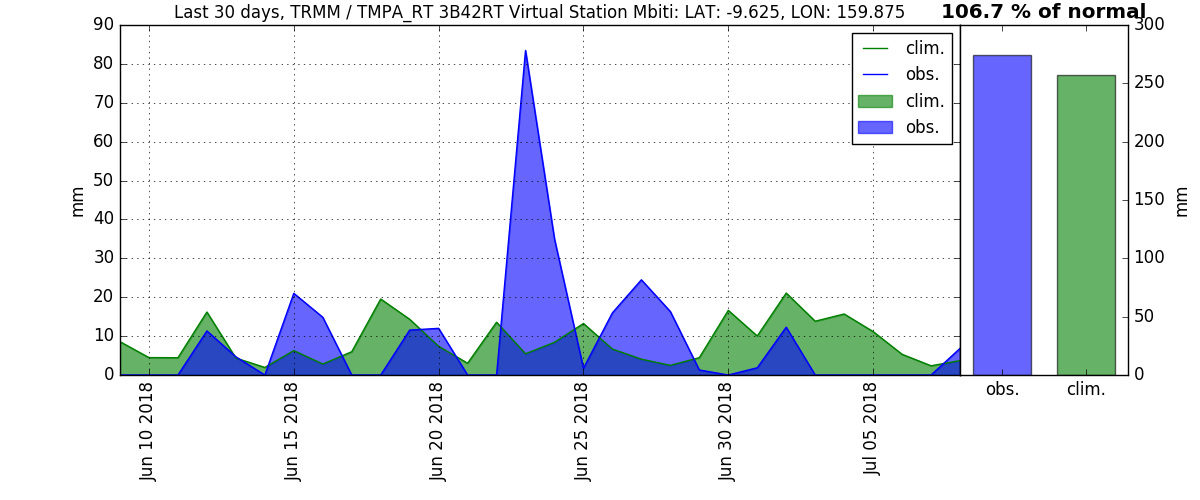 Last 30 days, TRMM / TMPA_RT 3B42RT Virtual Station Mbiti: LAT: -9.625, LON: 159.875
106.7 % of normal
90
80
70
60
50
40
30
20
10
0
mm
clim.
obs.
clim.
obs.
Jun 10 2018
Jun 15 2018
Jun 20 2018
Jun 25 2018
Jun 30 2018
Jul 05 2018
300
250
200
150
100
50
0
mm
obs.
clim.